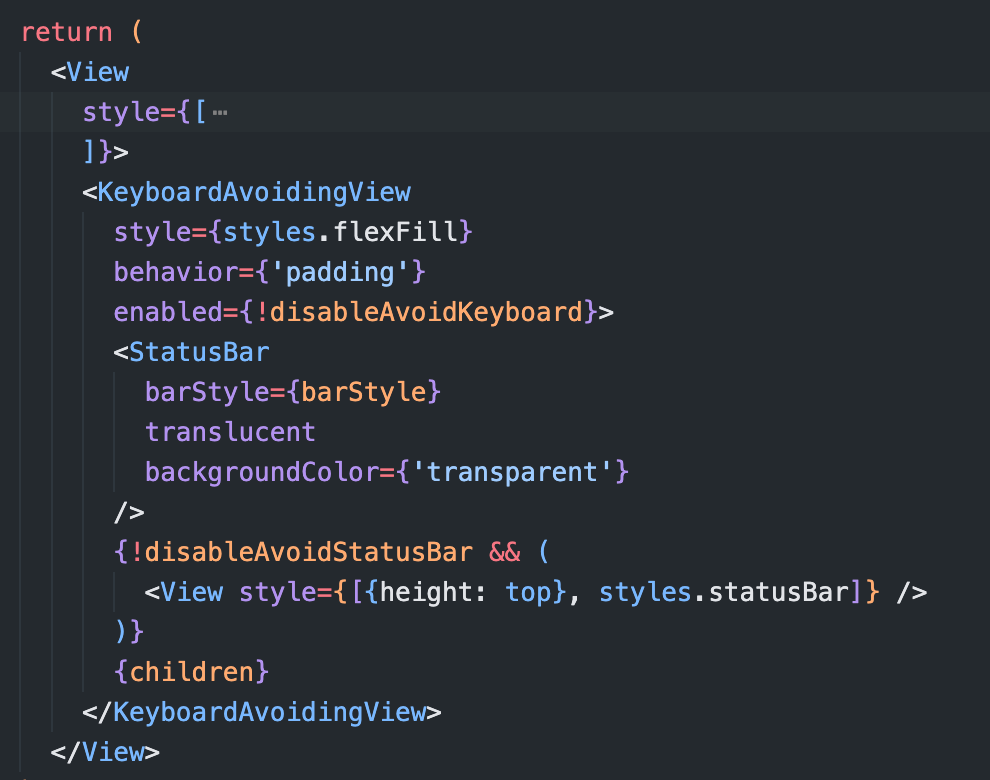 return (
<View
style={[ ⋯
]}>
<KeyboardAvoidingView
style={styles.flexFill}
behavior={'padding'}
enabled={!disableAvoidKeyboard}>
<StatusBar
barStyle={barStyle}
translucent
backgroundColor={'transparent'}
/>
{!disableAvoidStatusBar && (
<View style={[{height: top}, styles.statusBar]} />
)}
{children}
</KeyboardAvoidingView>
</View>